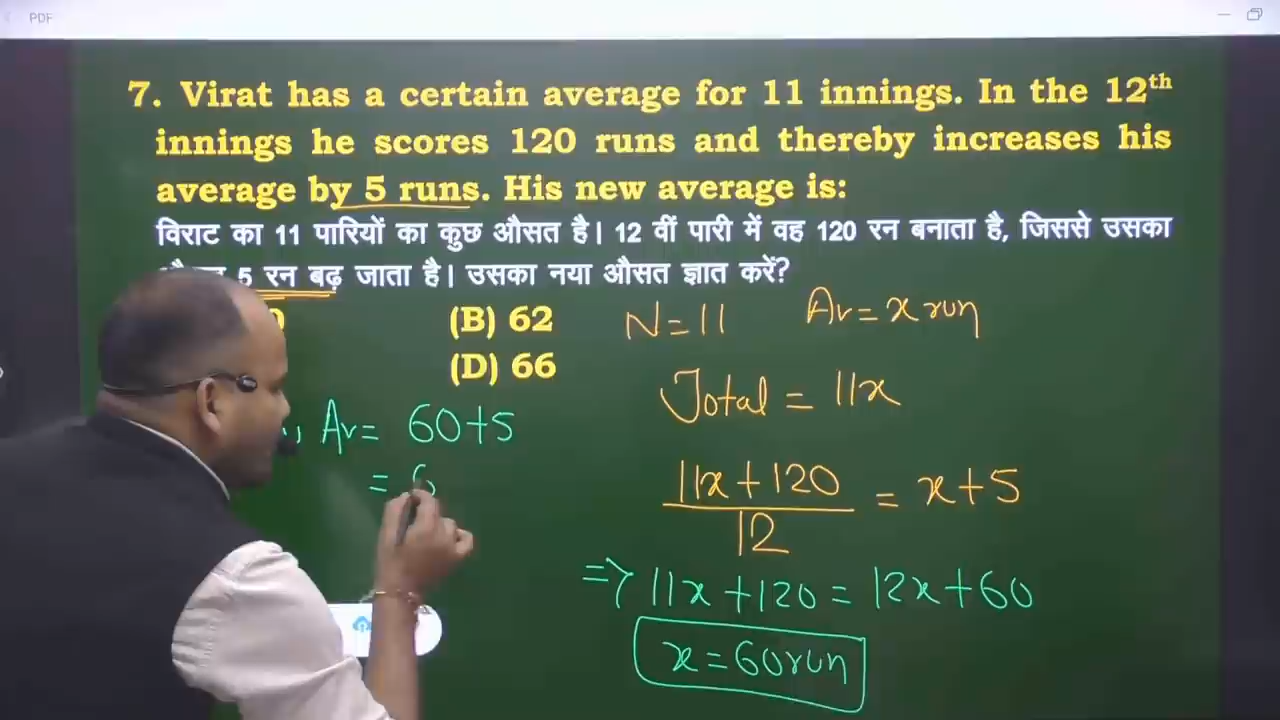 PDF
7. Virat has a certain average for 11 innings. In the 12th
innings he scores 120 runs and thereby increases his
average by 5 runs. His new average is:
विराट का 11 पारियों का कुछ औसत है। 12 वीं पारी में वह 120 रन बनाता है, जिससे उसका
5 रन बढ़ जाता है। उसका नया औसत ज्ञात करें?
(B) 62
(D) 66
N=11 Av=x run
Total = 11x
11x+120
12
= x+5
⇒ 11x+120 = 12x+60
x=60run
Av= 60+5
= 6